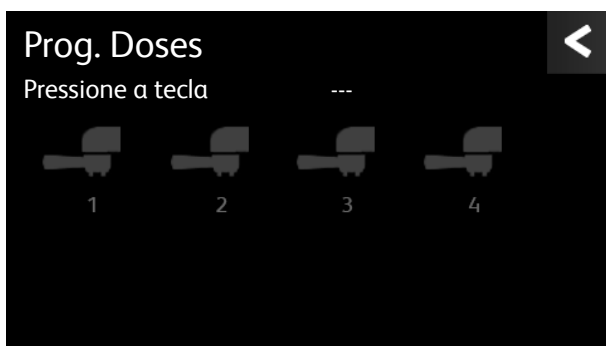 Prog. Doses
Pressione a tecla ---
1 2 3 4